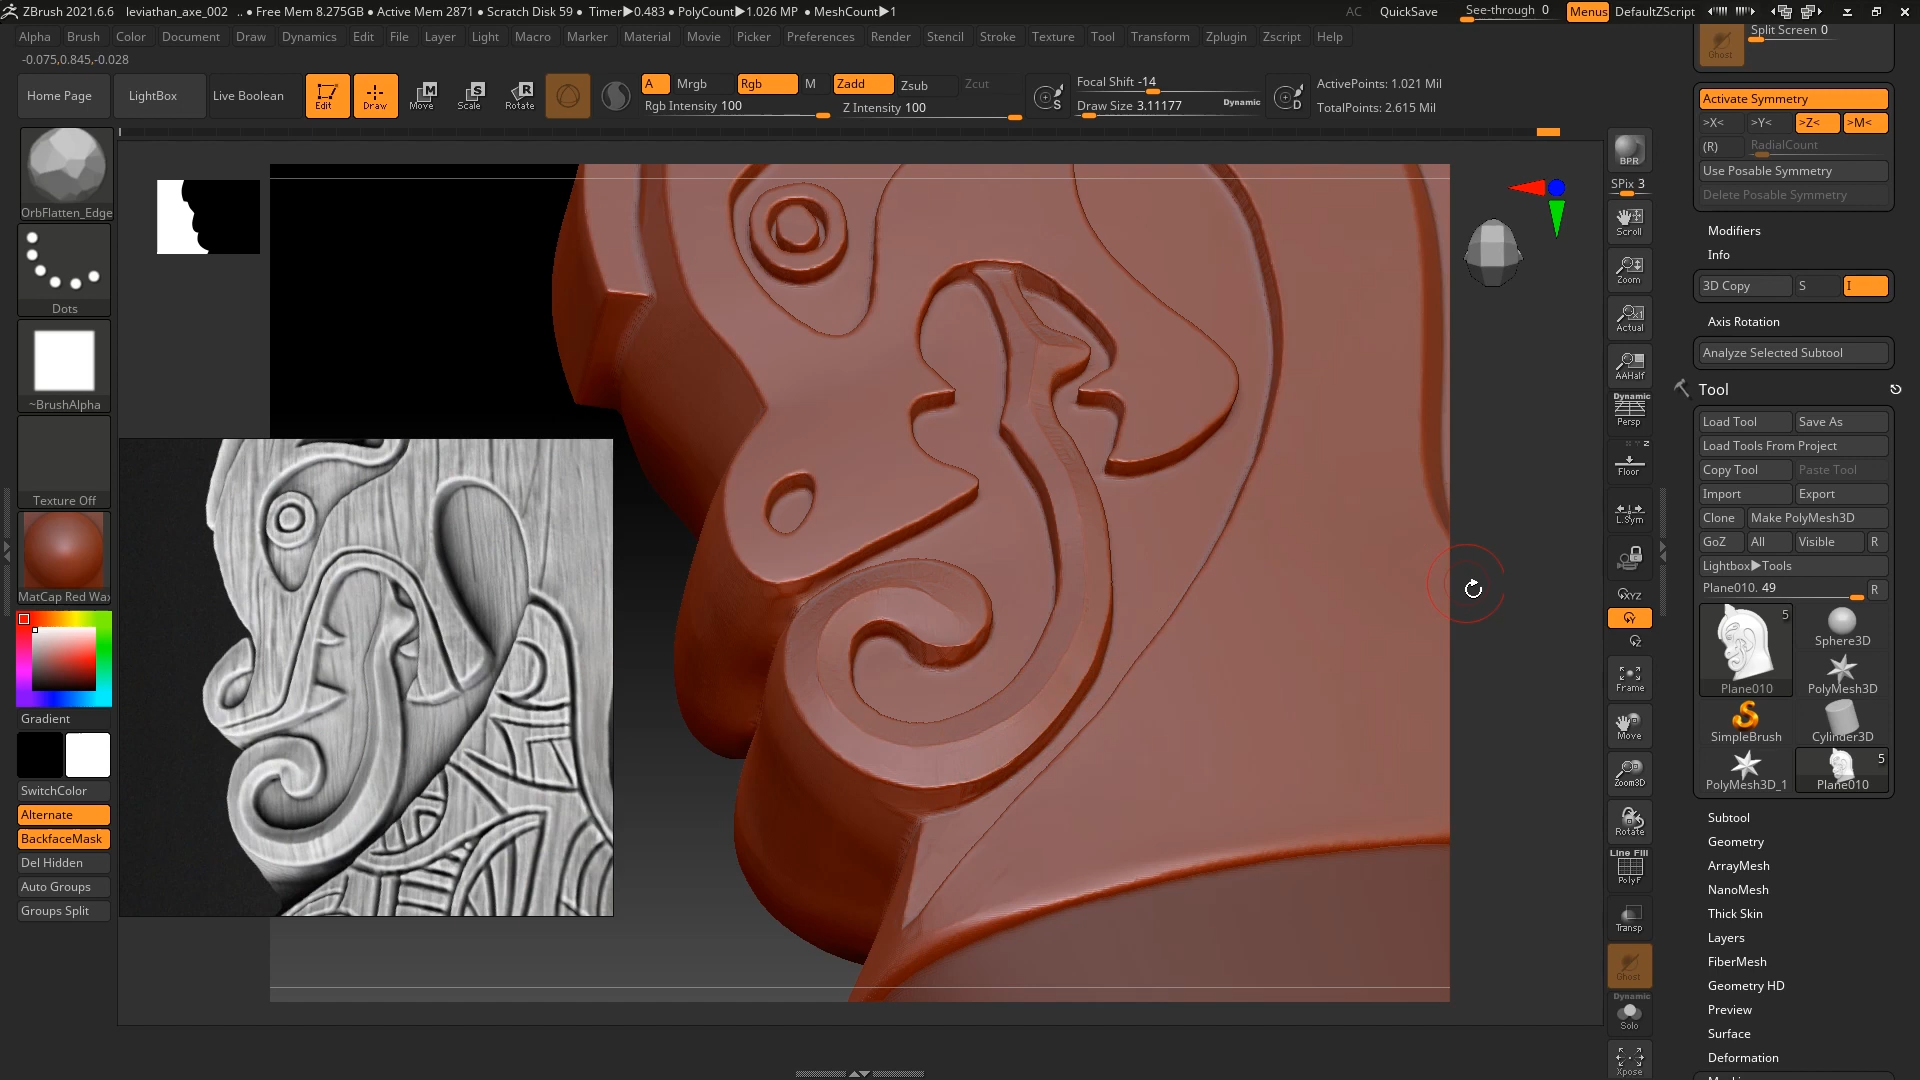 ZBrush 2021.6.6 leviathan_axe_002 .. ● Free Mem 8.275GB ● Active Mem 2871 ● Scratch Disk 59 ● Timer▶0.483 ● PolyCount▶1.026 MP ● MeshCount▶1 AC QuickSave See-through 0 Menus DefaultZScript
Alpha Brush Color Document Draw Dynamics Edit File Layer Light Macro Marker Material Movie Picker Preferences Render Stencil Stroke Texture Tool Transform Zplugin Zscript Help
-0.075,0.845,-0.028
Home Page LightBox Live Boolean Edit Draw Move Scale Rotate
A Mrgb Rgb M Zadd Zsub Zcut
Rgb Intensity 100 Z Intensity 100
Focal Shift -14
Draw Size 3.11177 Dynamic
ActivePoints: 1.021 Mil
TotalPoints: 2.615 Mil
M
S
R
S
D
OrbFlatten_Edge
Dots
~BrushAlpha
Texture Off
MatCap Red Wax
Gradient
SwitchColor
Alternate
BackfaceMask
Del Hidden
Auto Groups
Groups Split
BPR
SPix 3
Scroll
Zoom
Actual
AAHalf
Dynamic
Persp
Floor
L.Sym
XYZ
Y
Z
Frame
Move
Zoom3D
Rotate
Line Fill
PolyF
Transp
Ghost
Dynamic
Solo
Xpose
Ghost
Split Screen 0
Activate Symmetry
>X< >Y< >Z< >M<
(R) RadialCount
Use Posable Symmetry
Delete Posable Symmetry
Modifiers
Info
3D Copy S I
Axis Rotation
Analyze Selected Subtool
Tool
Load Tool Save As
Load Tools From Project
Copy Tool Paste Tool
Import Export
Clone Make PolyMesh3D
GoZ All Visible R
Lightbox▶Tools
Plane010. 49 R
5
Plane010
Sphere3D
PolyMesh3D
SimpleBrush
Cylinder3D
PolyMesh3D_1
5
Plane010
Subtool
Geometry
ArrayMesh
NanoMesh
Thick Skin
Layers
FiberMesh
Geometry HD
Preview
Surface
Deformation